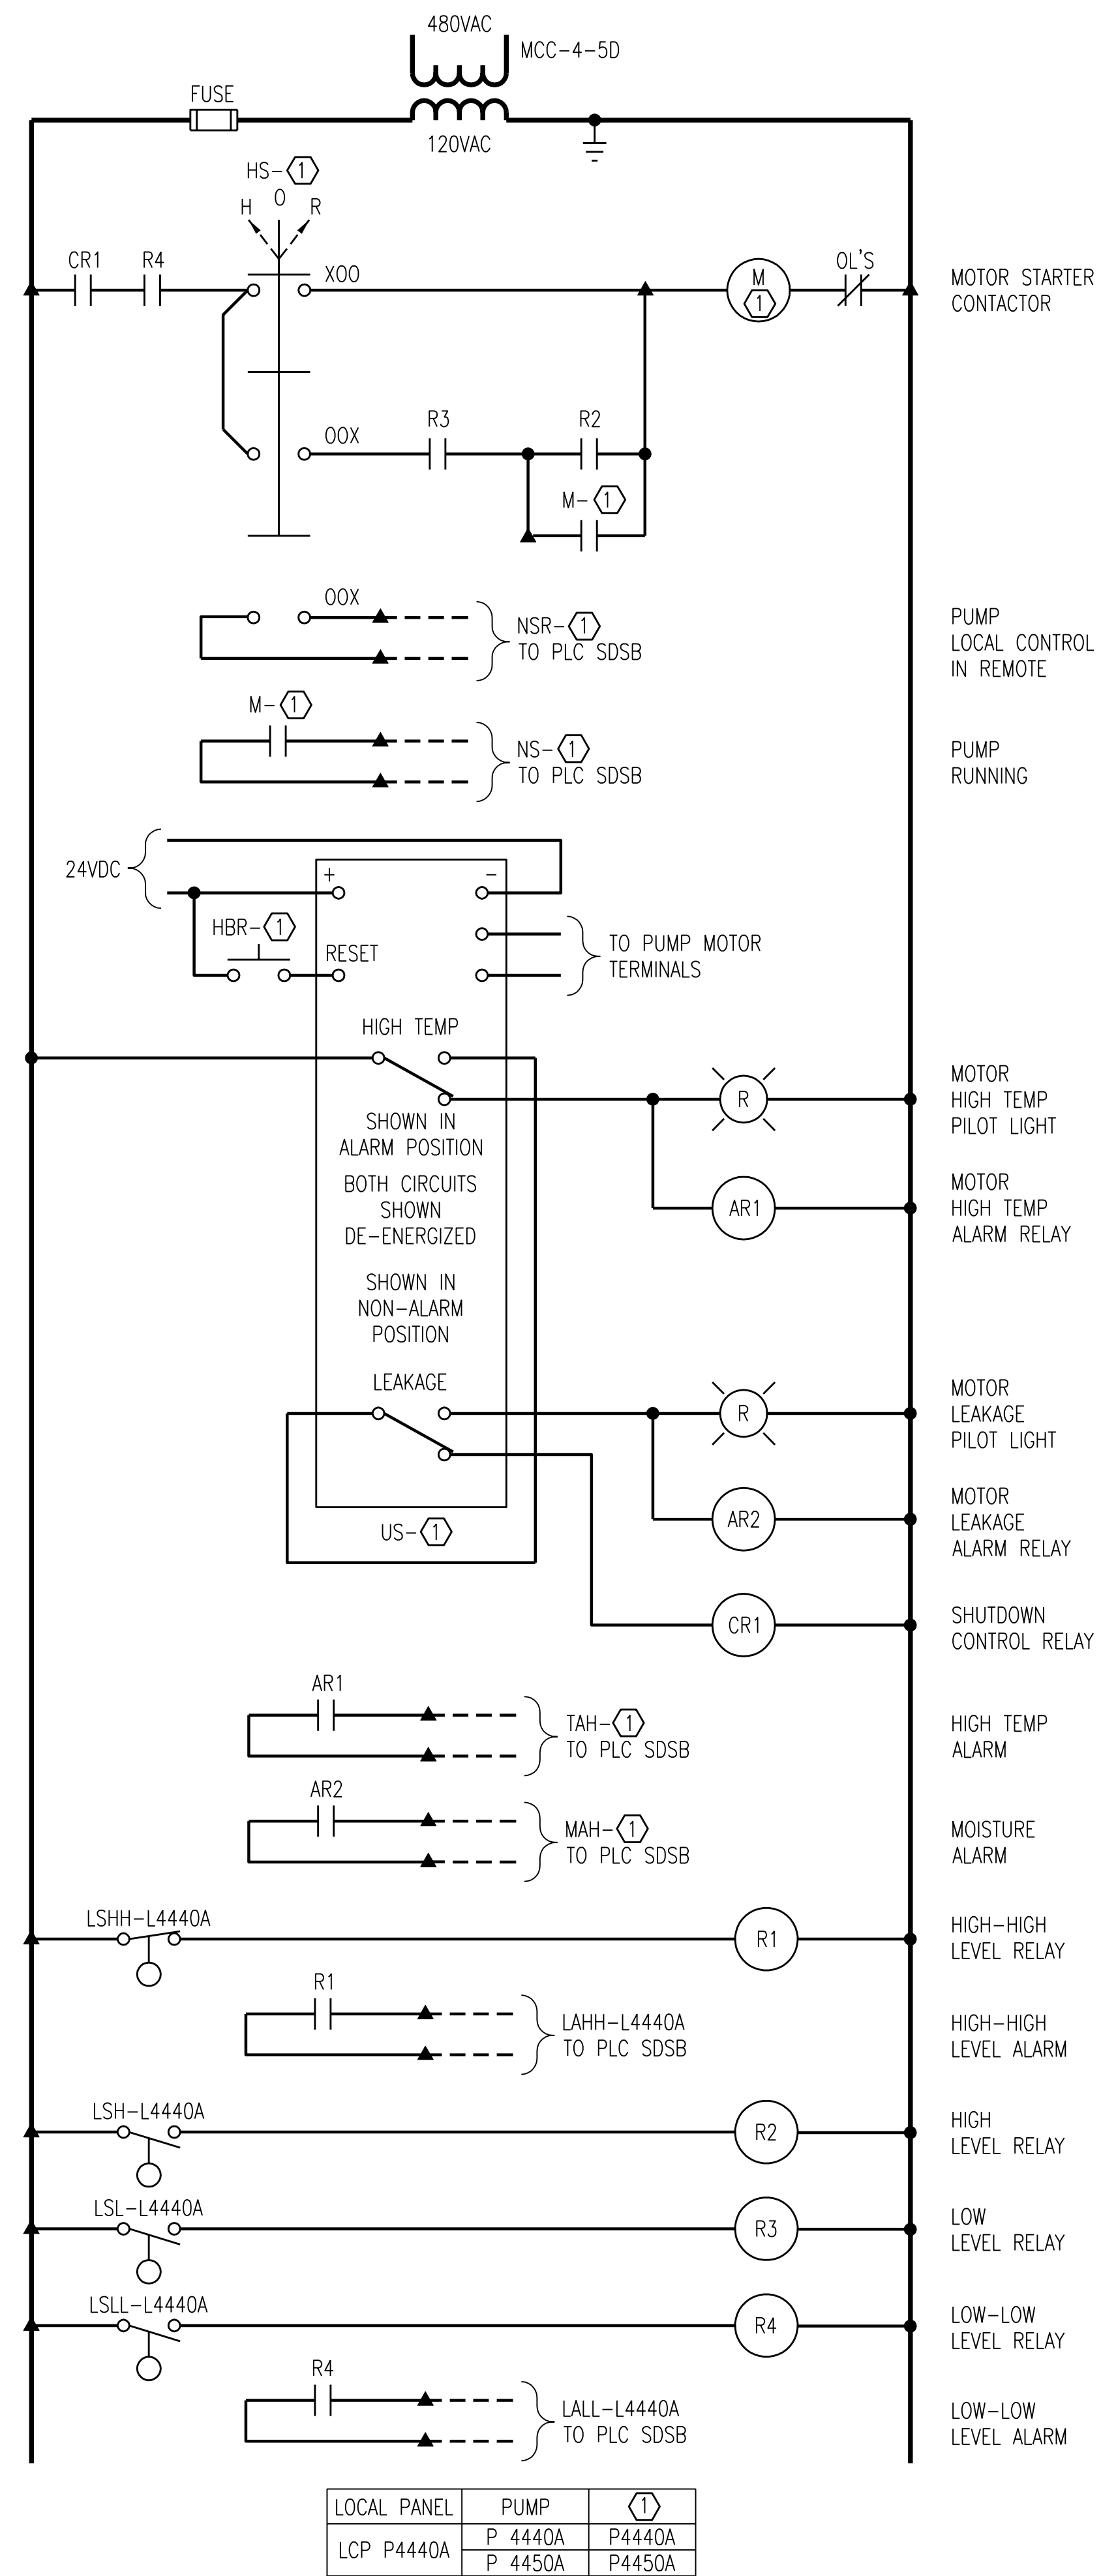 480VAC
MCC-4-5D
FUSE
120VAC
HS-1
H O R
CR1 R4 XOO M 1 OL'S
MOTOR STARTER
CONTACTOR
OOX R3 R2
M-1
OOX
NSR-1
TO PLC SDSB
PUMP
LOCAL CONTROL
IN REMOTE
M-1
NS-1
TO PLC SDSB
PUMP
RUNNING
24VDC
+ -
HBR-1
RESET
TO PUMP MOTOR
TERMINALS
HIGH TEMP
R
MOTOR
HIGH TEMP
PILOT LIGHT
SHOWN IN
ALARM POSITION
BOTH CIRCUITS
SHOWN
DE-ENERGIZED
AR1
MOTOR
HIGH TEMP
ALARM RELAY
SHOWN IN
NON-ALARM
POSITION
LEAKAGE
R
MOTOR
LEAKAGE
PILOT LIGHT
US-1
AR2
MOTOR
LEAKAGE
ALARM RELAY
CR1
SHUTDOWN
CONTROL RELAY
AR1
TAH-1
TO PLC SDSB
HIGH TEMP
ALARM
AR2
MAH-1
TO PLC SDSB
MOISTURE
ALARM
LSHH-L4440A
R1
HIGH-HIGH
LEVEL RELAY
R1
LAHH-L4440A
TO PLC SDSB
HIGH-HIGH
LEVEL ALARM
LSH-L4440A
R2
HIGH
LEVEL RELAY
LSL-L4440A
R3
LOW
LEVEL RELAY
LSLL-L4440A
R4
LOW-LOW
LEVEL RELAY
R4
LALL-L4440A
TO PLC SDSB
LOW-LOW
LEVEL ALARM
LOCAL PANEL PUMP 1
LCP P4440A
P 4440A P4440A
P 4450A P4450A